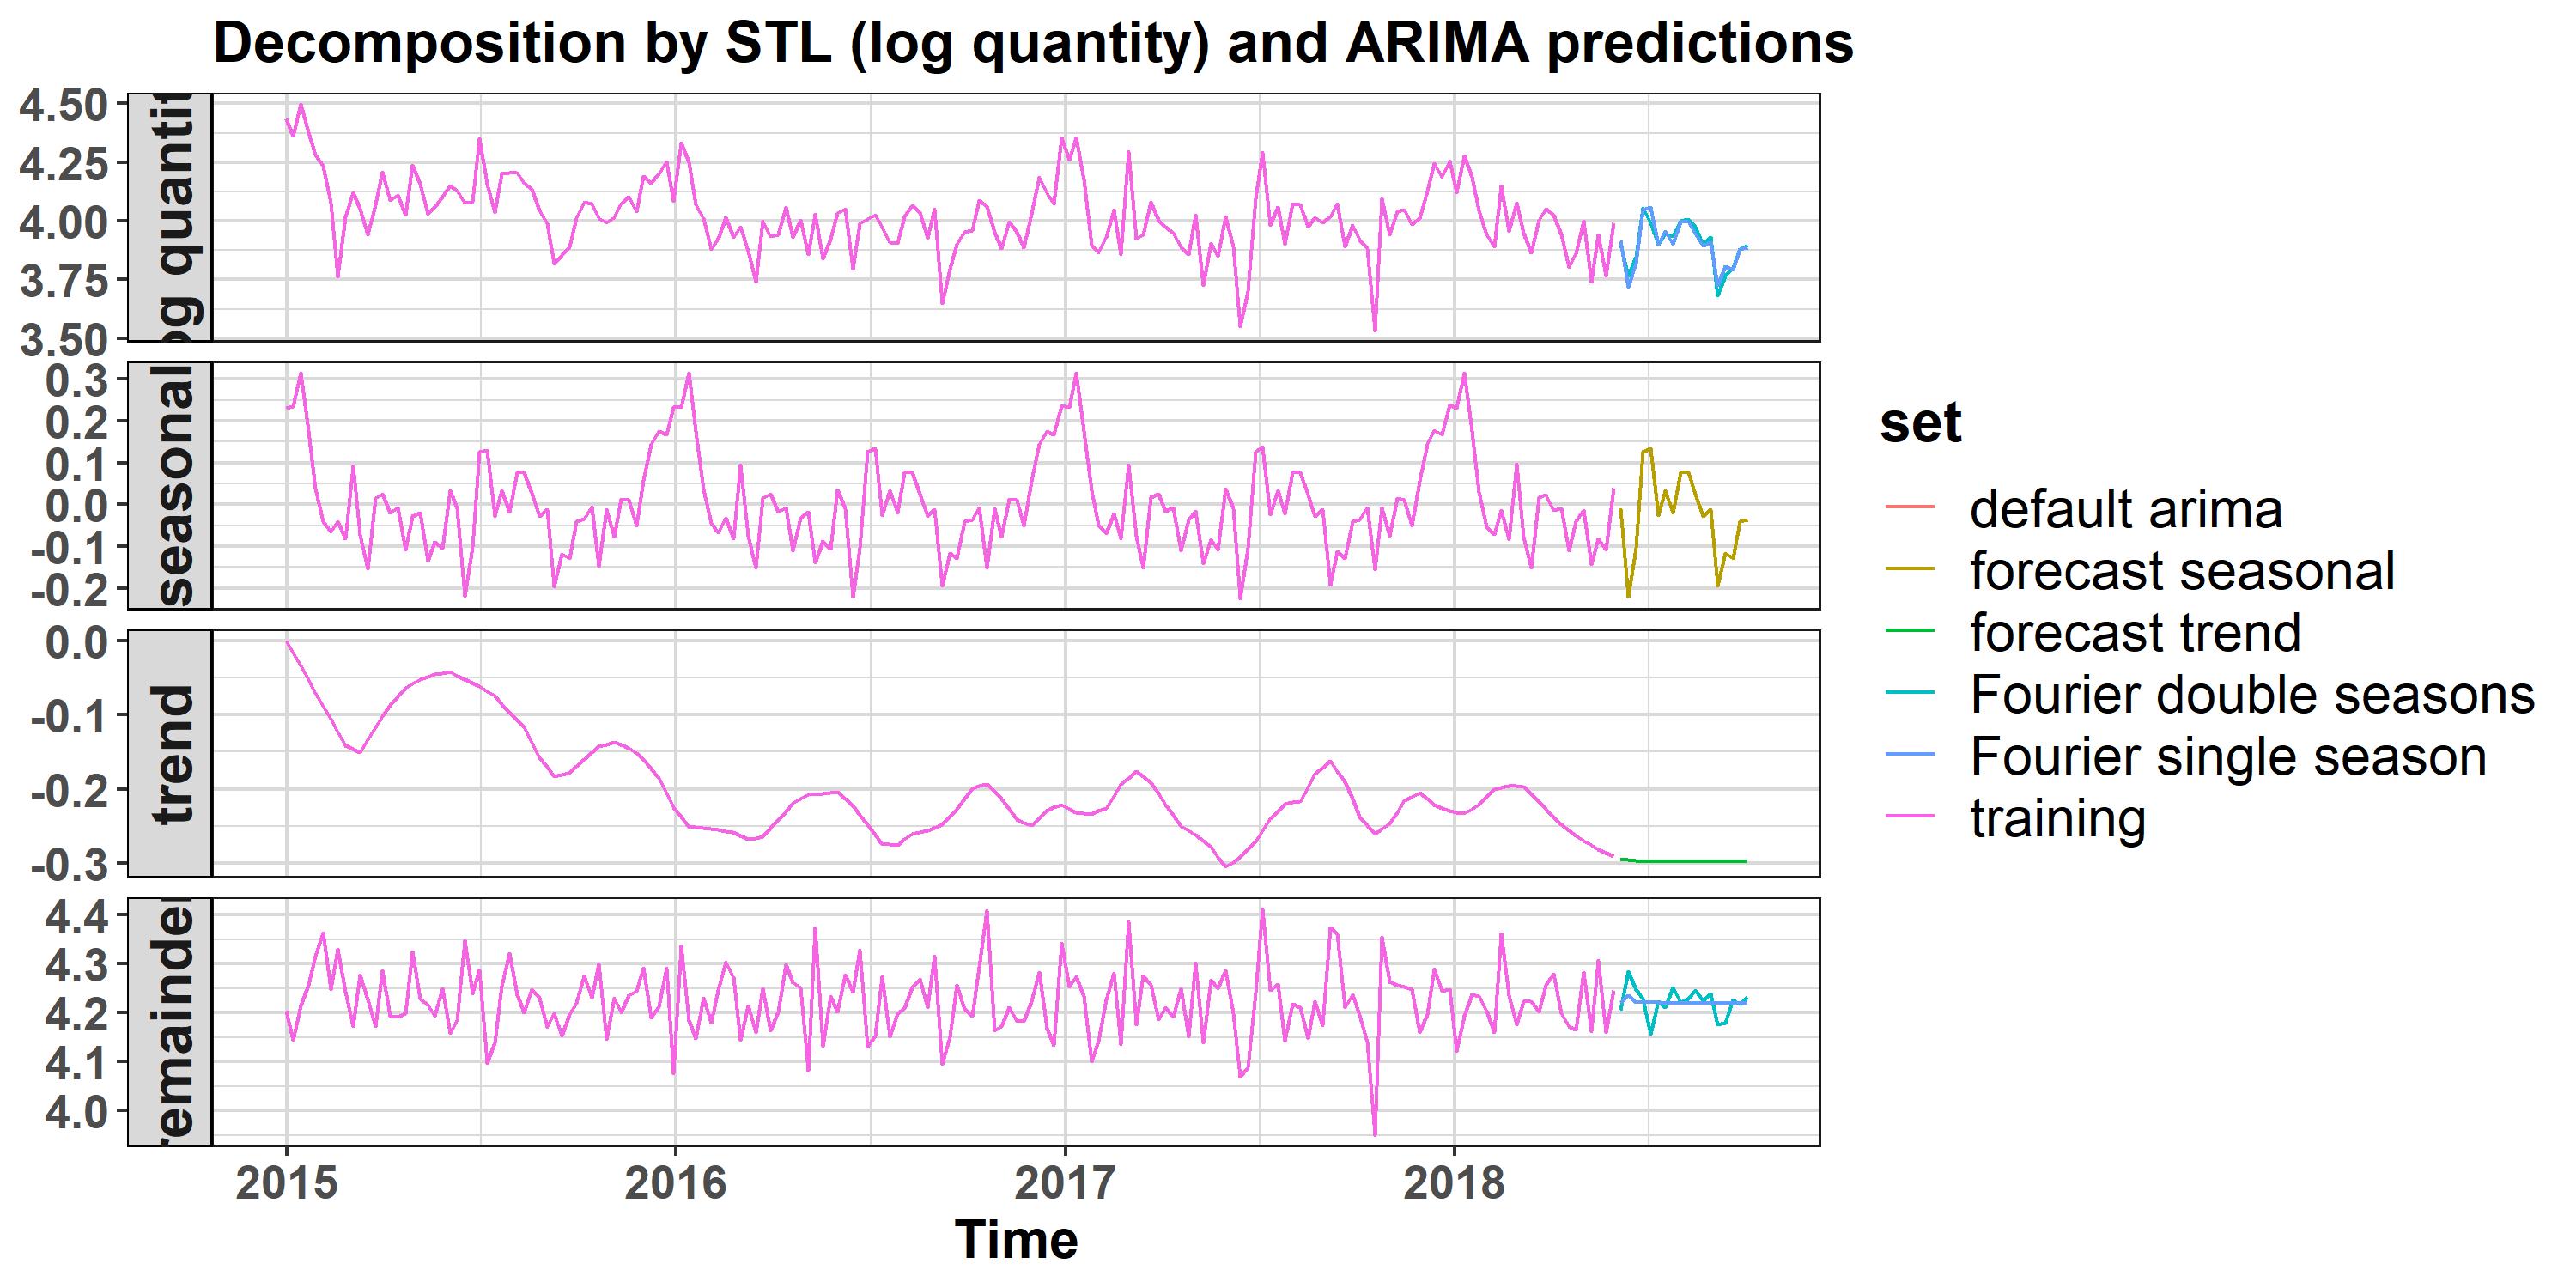 Decomposition by STL (log quantity) and ARIMA predictions
4.50
4.25
4.00
3.75
3.50
og quantit
0.3
0.2
0.1
0.0
-0.1
-0.2
seasonal
0.0
-0.1
-0.2
-0.3
trend
4.4
4.3
4.2
4.1
4.0
emainde
2015 2016 2017 2018
Time
set
default arima
forecast seasonal
forecast trend
Fourier double seasons
Fourier single season
training